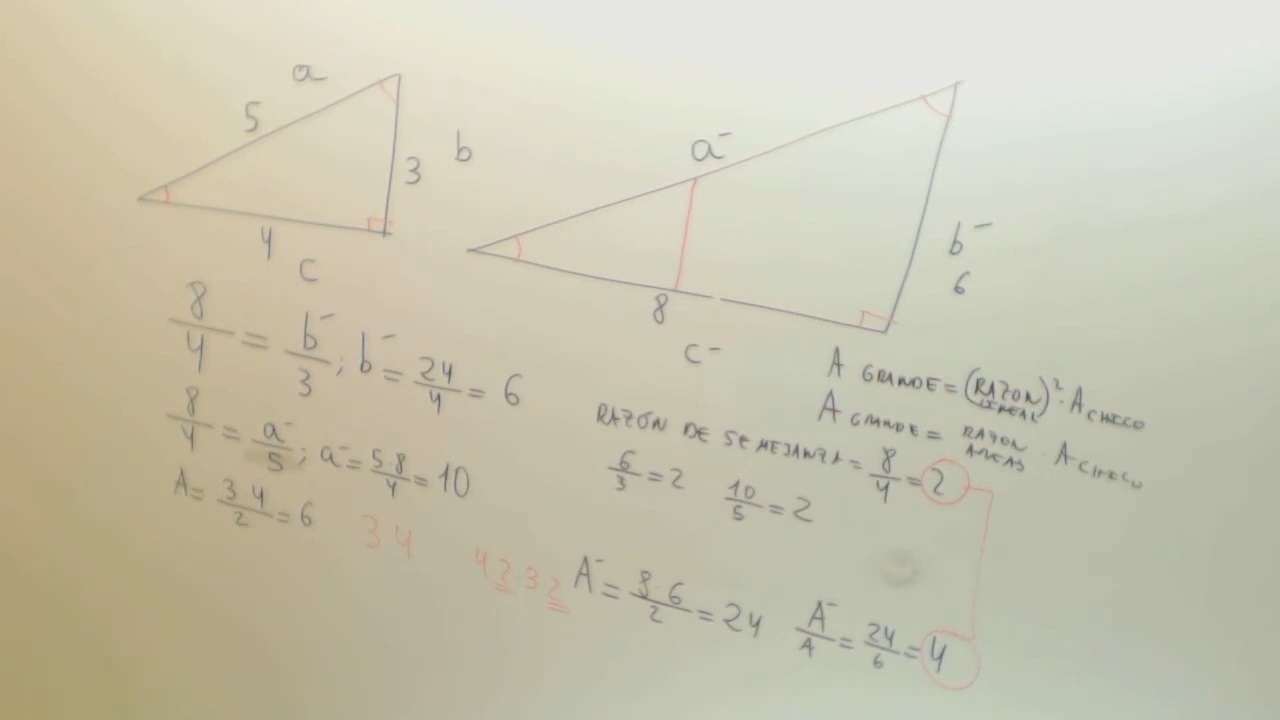 a
5
b
3
4
c
a⁻
b⁻
6
8
c⁻
8/4 = b⁻/3 ; b⁻ = 24/4 = 6
8/4 = a⁻/5 ; a⁻ = 5·8/4 = 10
A = 3·4/2 = 6
3 4
4 2 · 3 2
A GRANDE = (RAZON LINEAL)² · A CHICO
A GRANDE = RAZON AREAS · A CHICO
RAZÓN DE SEMEJANZA = 8/4 = 2
6/3 = 2
10/5 = 2
A⁻ = 8·6/2 = 24
A⁻/A = 24/6 = 4